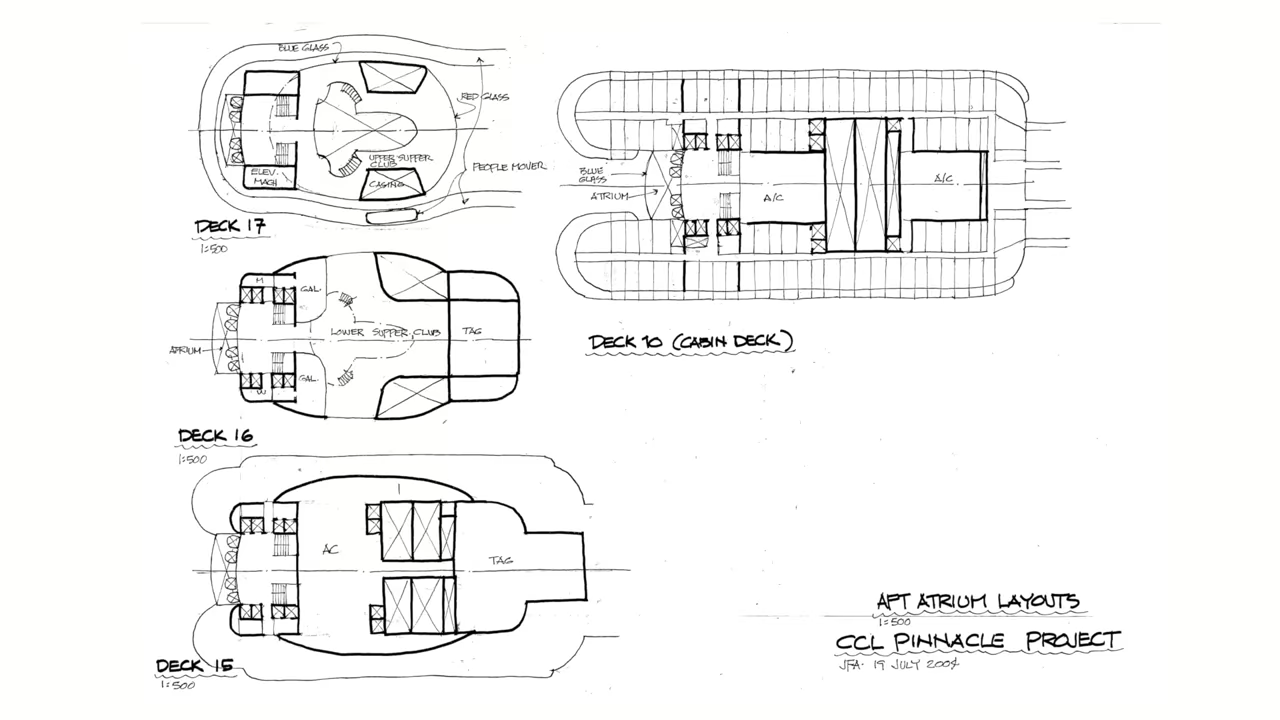 BLUE GLASS
RED GLASS
UPPER SUPPER
CLUB
CASING
ELEV.
MACH
PEOPLE MOVER
DECK 17
1:500
M
GAL.
LOWER SUPPER CLUB
TAG
ATRIUM
GAL.
W
DECK 16
1:500
AC
TAG
DECK 15
1:500
BLUE
GLASS
ATRIUM
A/C
A/C
DECK 10 (CABIN DECK)
AFT ATRIUM LAYOUTS
1:500
CCL PINNACLE PROJECT
JFA. 19 JULY 2004